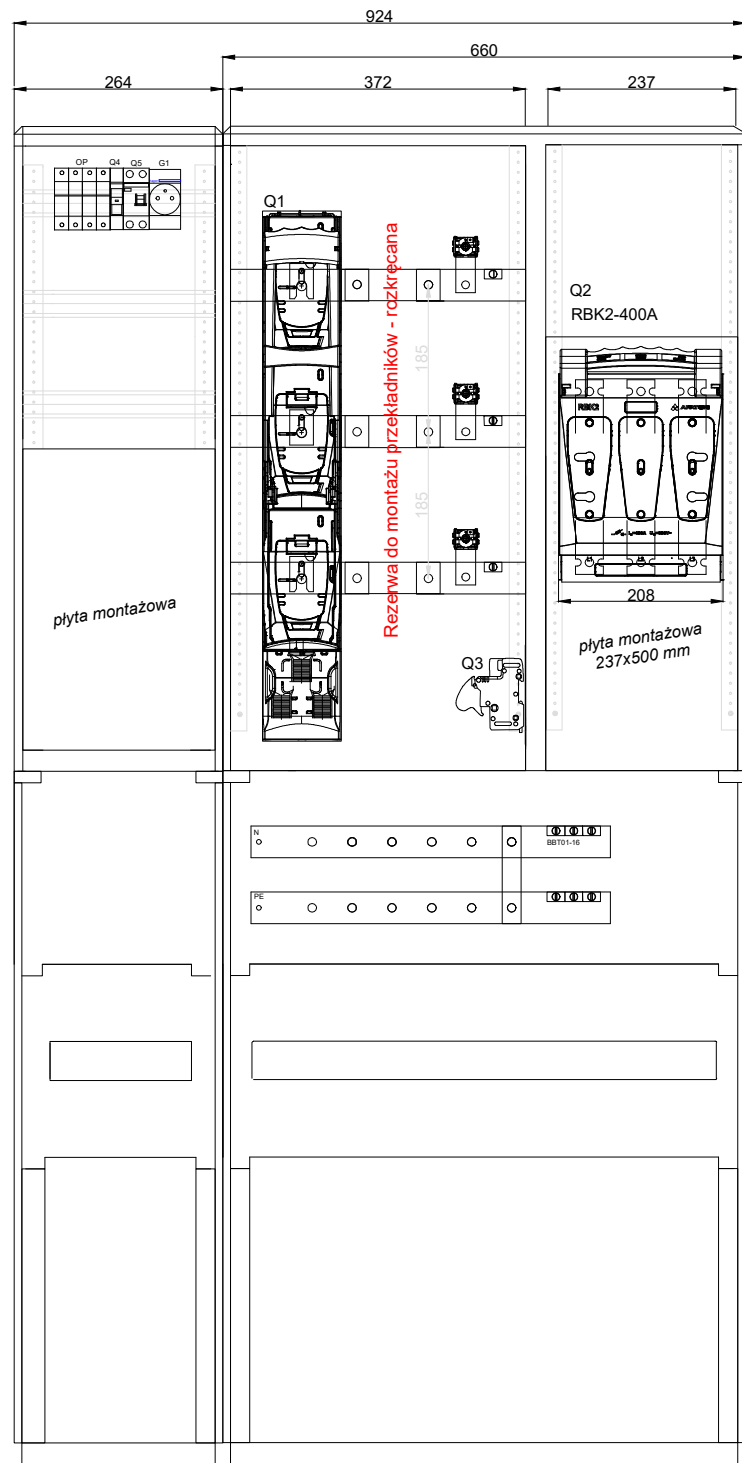 924
660
264
372
237
OP
Q4
Q5
G1
Q1
Q2
RBK2-400A
185
185
Rezerwa do montażu przekładników - rozkręcana
RBK2
APATOR
208
płyta montażowa
płyta montażowa
237x500 mm
Q3
N
BBT01-16
PE